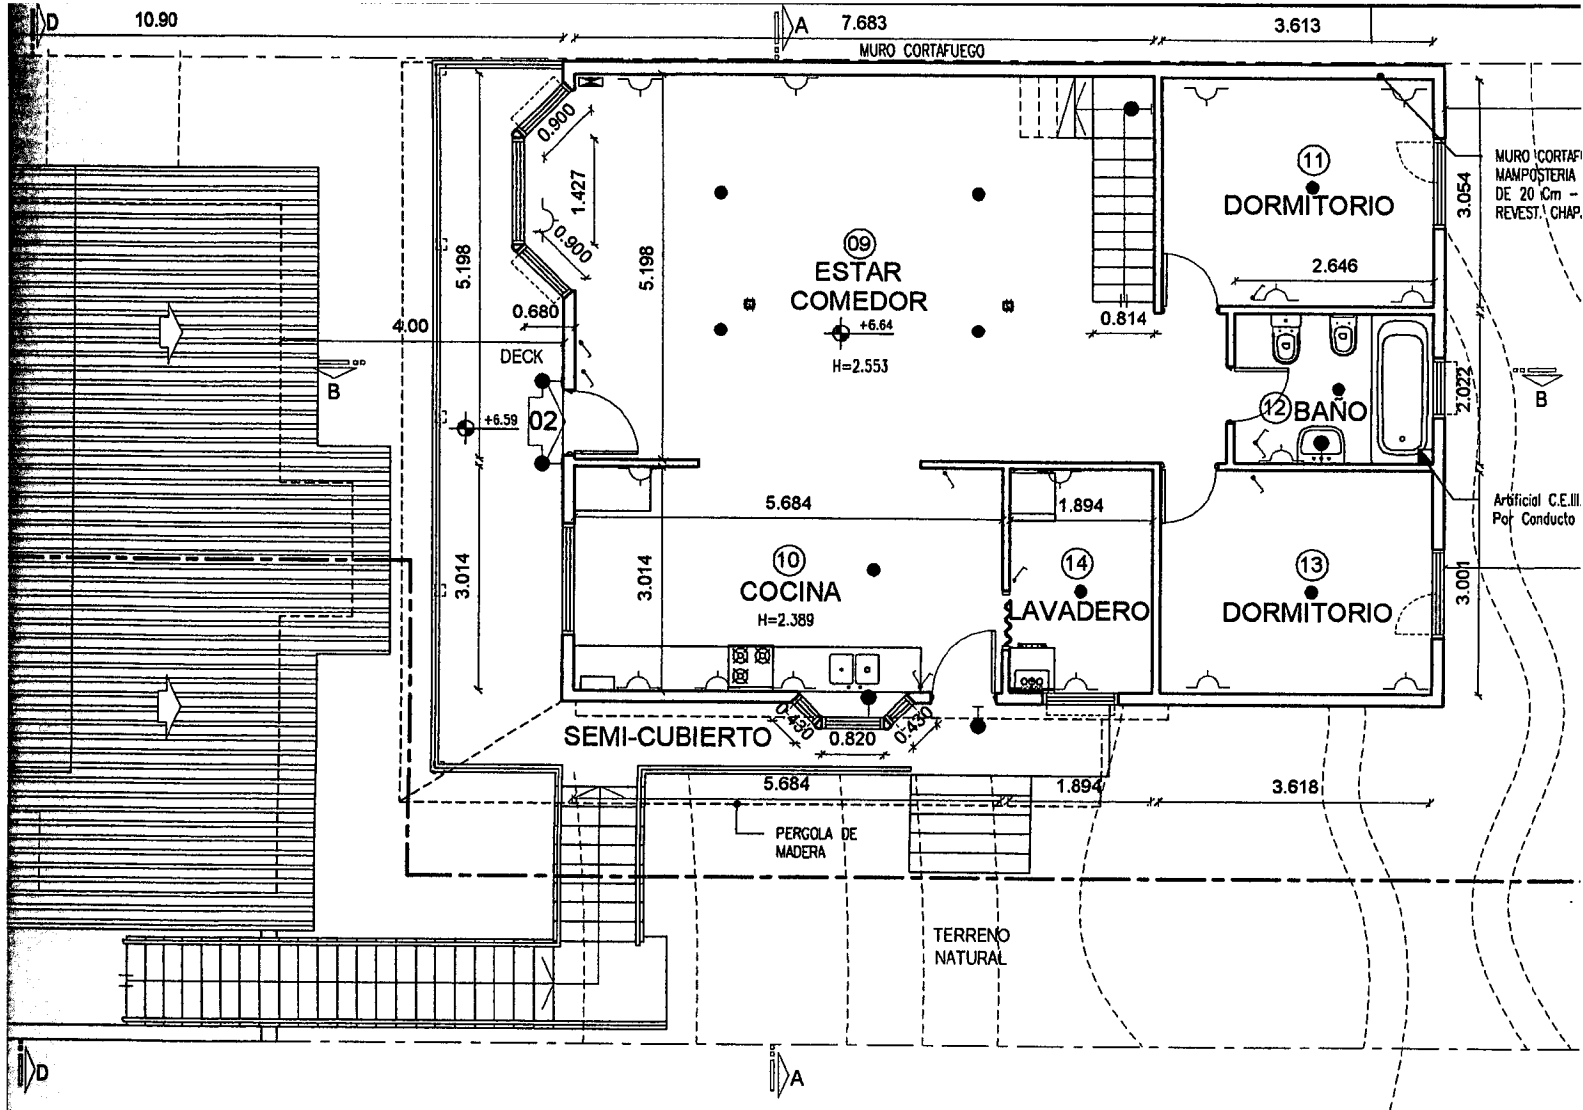 D
10.90
A
7.683
3.613
MURO CORTAFUEGO
0.900
1.427
0.900
5.198
5.198
0.680
4.00
DECK
B
+6.59
02
09
ESTAR
COMEDOR
+6.64
H=2.553
0.814
11
DORMITORIO
3.054
2.646
MURO CORTAFU
MAMPOSTERIA
DE 20 Cm -
REVEST. CHAP.
12 BAÑO
2.022
B
5.684
1.894
Artificial C.E.III.
Por Conducto
3.014
3.014
10
COCINA
H=2.389
14
LAVADERO
13
DORMITORIO
3.001
SEMI-CUBIERTO
0.430
0.820
0.430
5.684
1.894
3.618
PERGOLA DE
MADERA
TERRENO
NATURAL
D
A